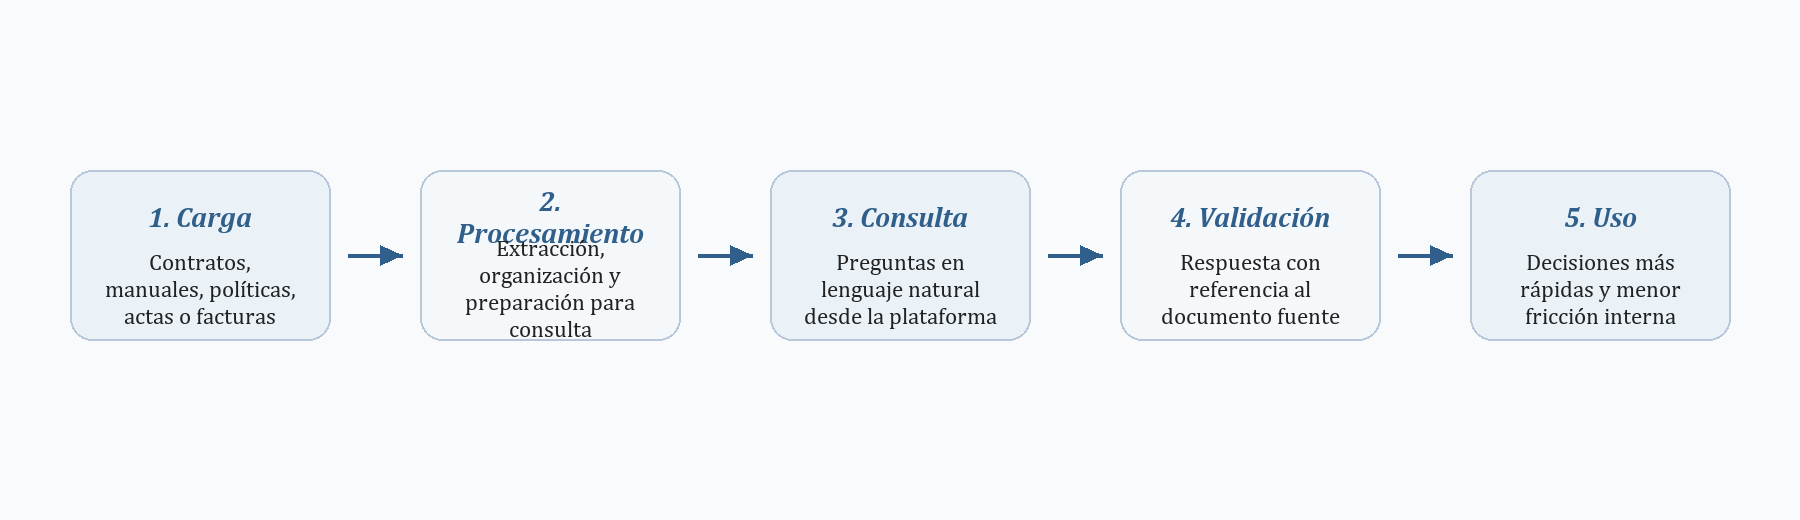 1. Carga
Contratos,
manuales, políticas,
actas o facturas
2.
Procesamiento
Extracción,
organización y
preparación para
consulta
3. Consulta
Preguntas en
lenguaje natural
desde la plataforma
4. Validación
Respuesta con
referencia al
documento fuente
5. Uso
Decisiones más
rápidas y menor
fricción interna